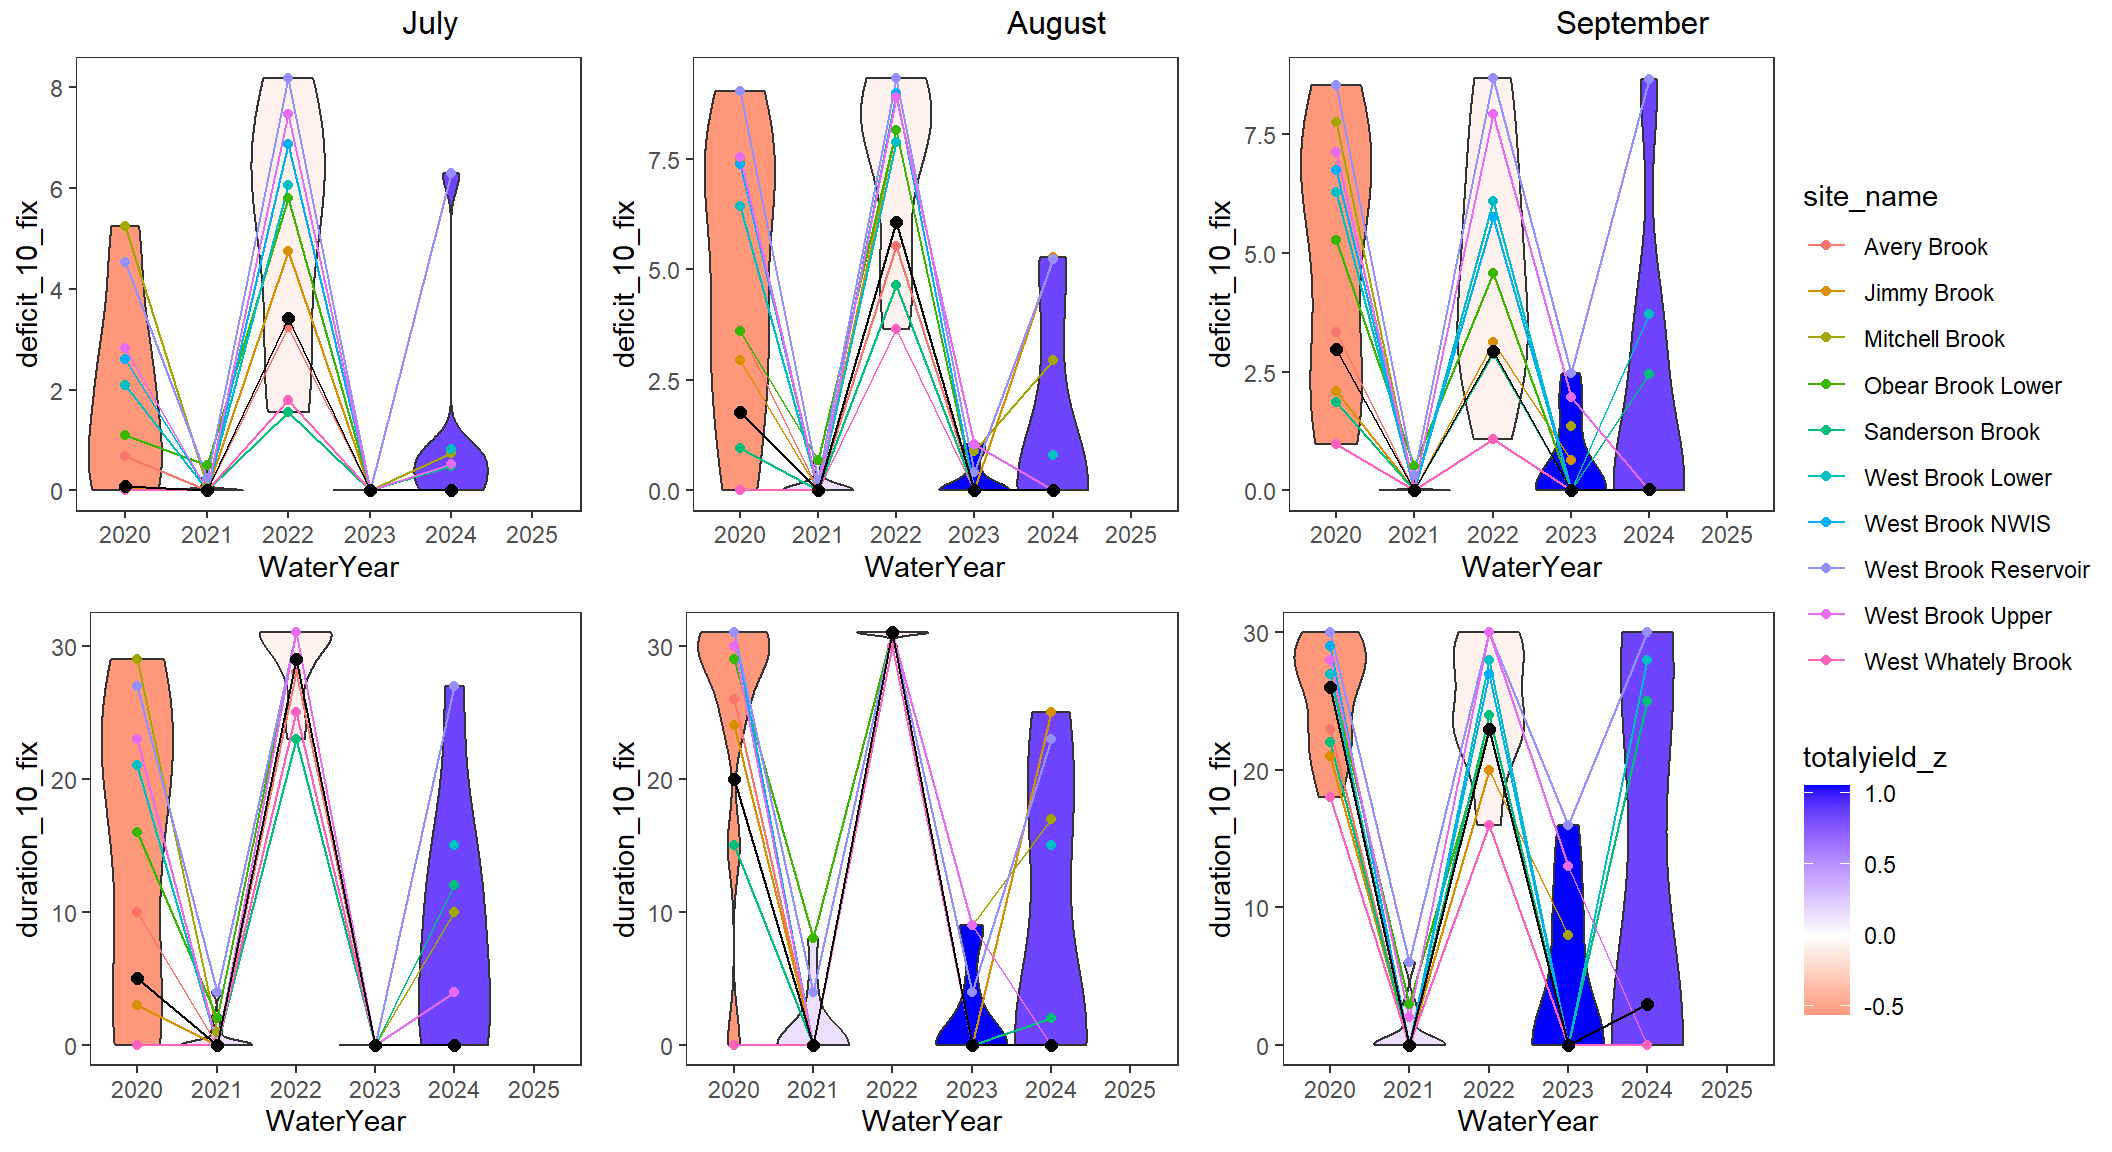 July
August
September
deficit_10_fix
8
6
4
2
0
2020 2021 2022 2023 2024 2025
WaterYear
deficit_10_fix
7.5
5.0
2.5
0.0
2020 2021 2022 2023 2024 2025
WaterYear
deficit_10_fix
7.5
5.0
2.5
0.0
2020 2021 2022 2023 2024 2025
WaterYear
duration_10_fix
30
20
10
0
2020 2021 2022 2023 2024 2025
WaterYear
duration_10_fix
30
20
10
0
2020 2021 2022 2023 2024 2025
WaterYear
duration_10_fix
30
20
10
0
2020 2021 2022 2023 2024 2025
WaterYear
site_name
Avery Brook
Jimmy Brook
Mitchell Brook
Obear Brook Lower
Sanderson Brook
West Brook Lower
West Brook NWIS
West Brook Reservoir
West Brook Upper
West Whately Brook
totalyield_z
1.0
0.5
0.0
-0.5